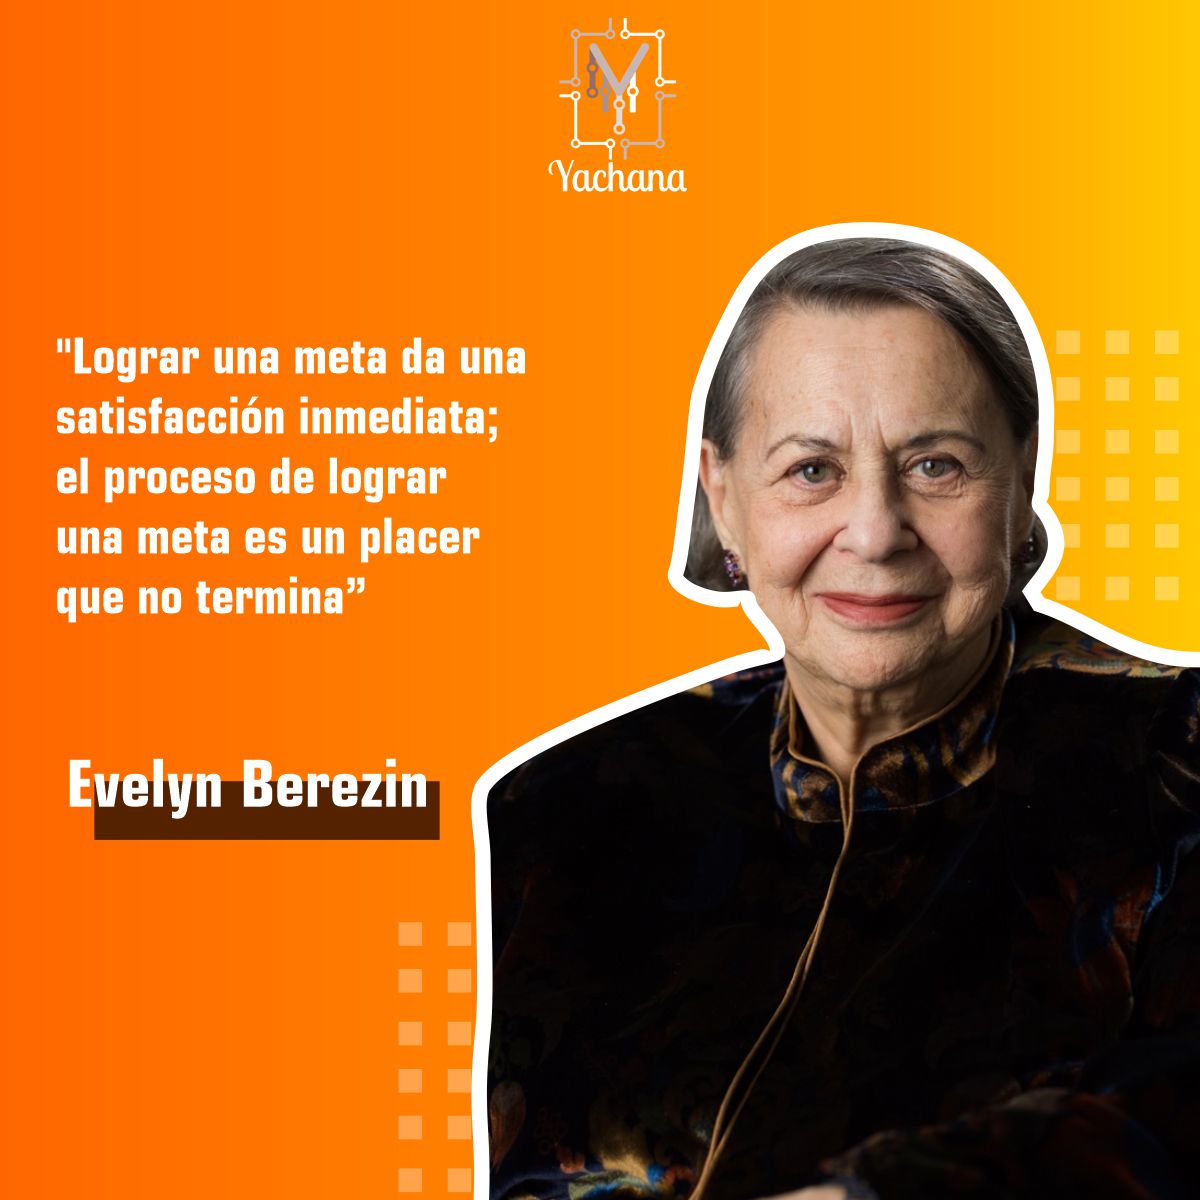 Yachana
"Lograr una meta da una
satisfacción inmediata;
el proceso de lograr
una meta es un placer
que no termina”
Evelyn Berezin